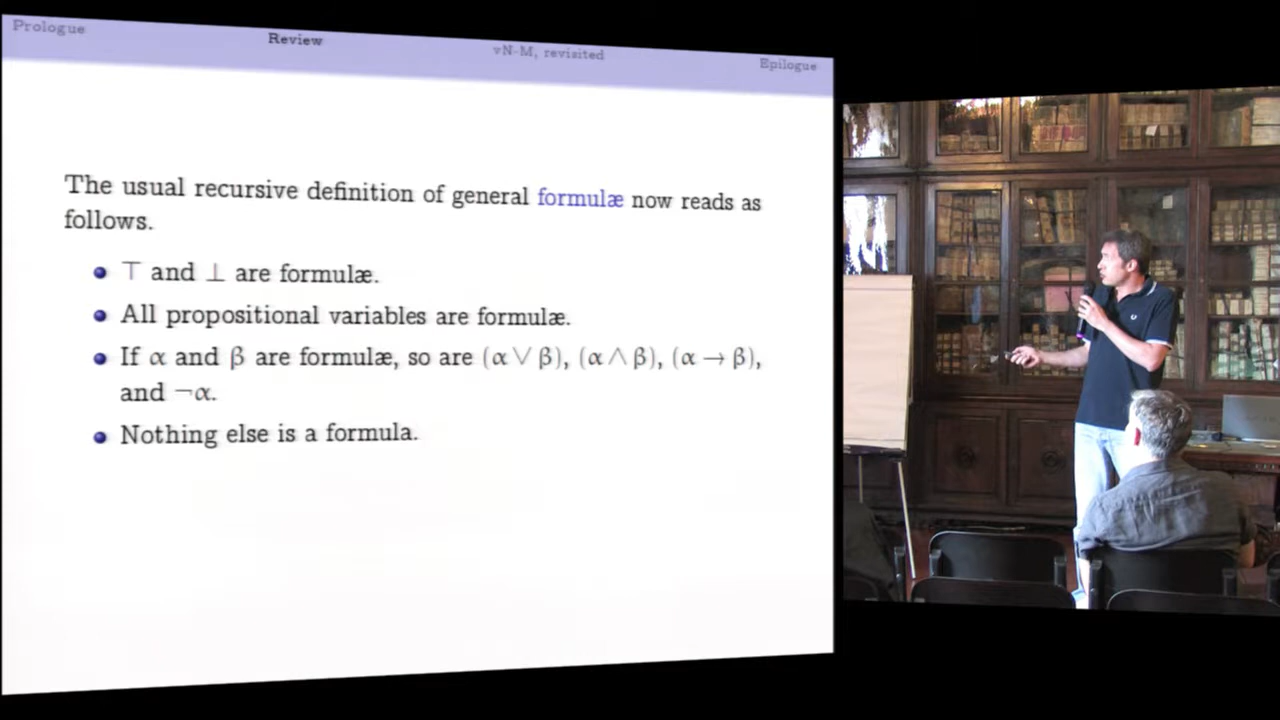 Prologue
Review
vN-M, revisited
Epilogue
The usual recursive definition of general formulæ now reads as
follows.
⊤ and ⊥ are formulæ.
All propositional variables are formulæ.
If α and β are formulæ, so are (α ∨ β), (α ∧ β), (α → β),
and ¬α.
Nothing else is a formula.